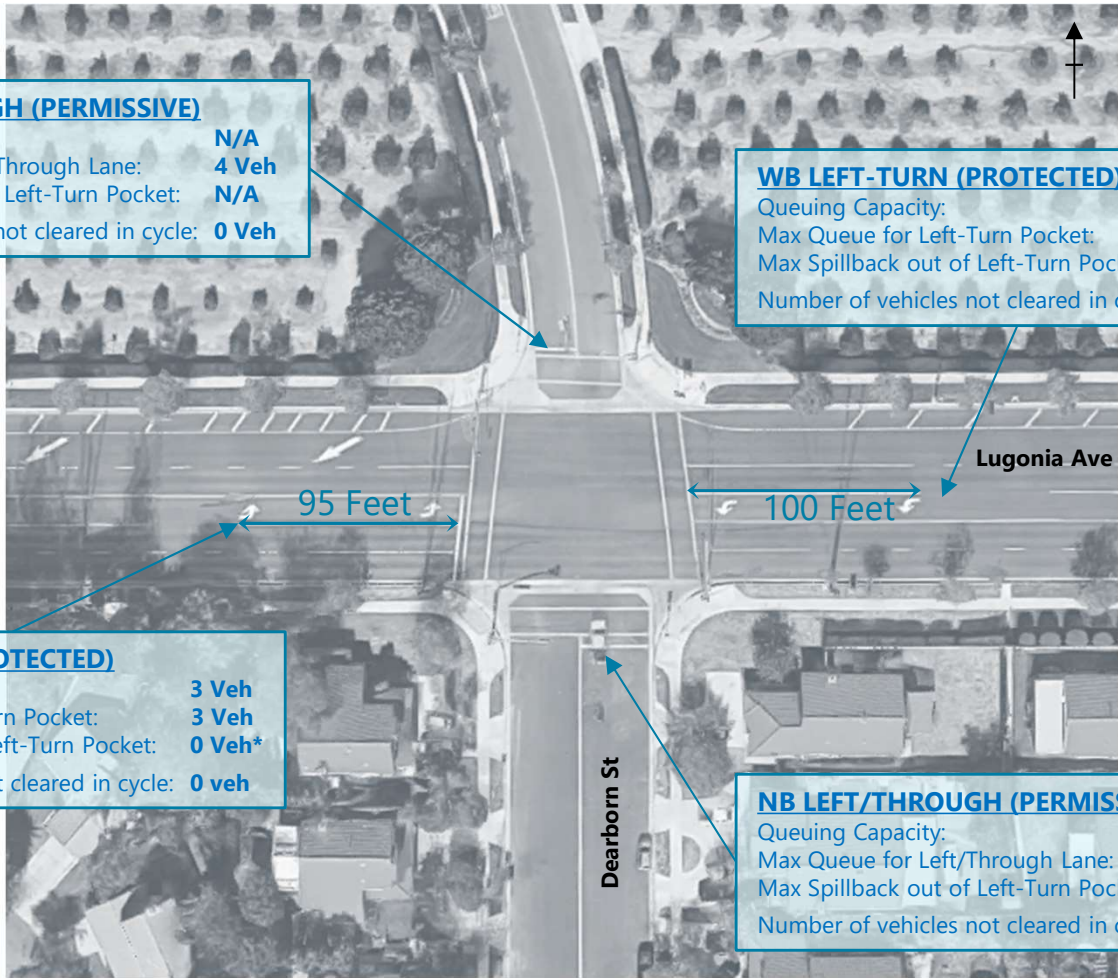 GH (PERMISSIVE)
N/A
Through Lane: 4 Veh
Left-Turn Pocket: N/A
not cleared in cycle: 0 Veh
WB LEFT-TURN (PROTECTED)
Queuing Capacity:
Max Queue for Left-Turn Pocket:
Max Spillback out of Left-Turn Poc
Number of vehicles not cleared in c
Lugonia Ave
95 Feet
100 Feet
OTECTED)
3 Veh
rn Pocket: 3 Veh
eft-Turn Pocket: 0 Veh*
t cleared in cycle: 0 veh
Dearborn St
NB LEFT/THROUGH (PERMISS
Queuing Capacity:
Max Queue for Left/Through Lane:
Max Spillback out of Left-Turn Poc
Number of vehicles not cleared in c